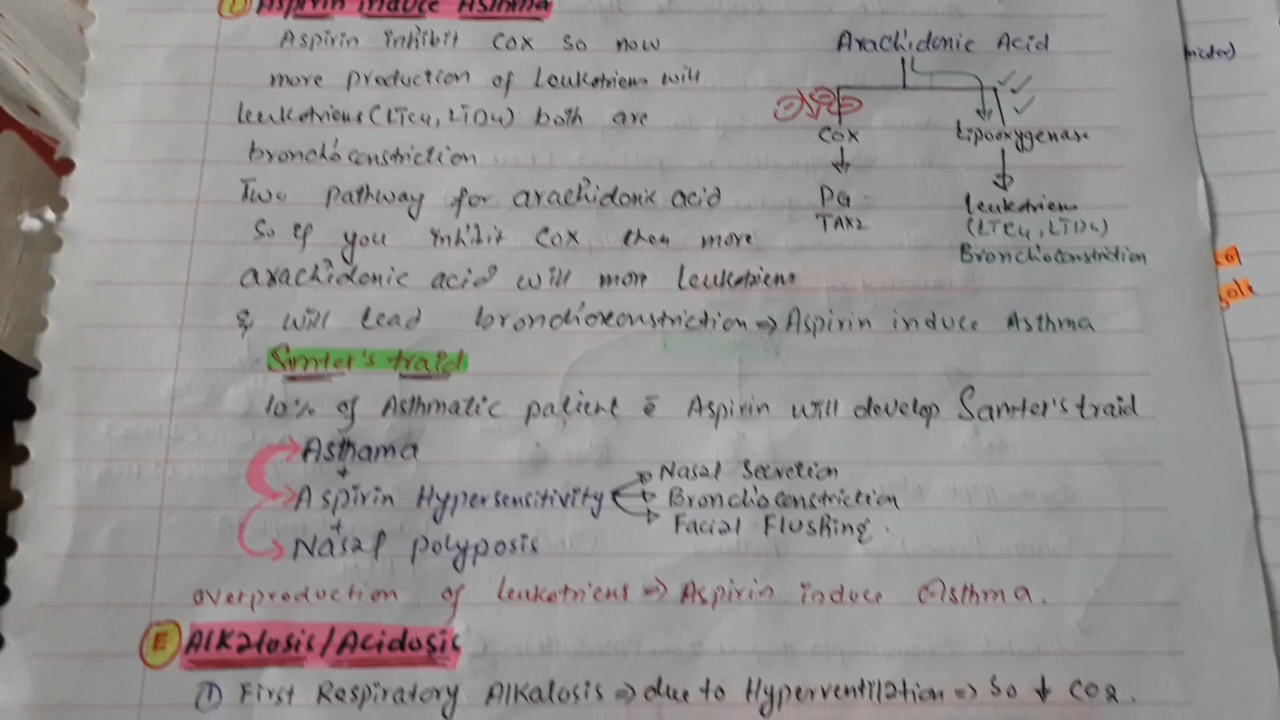 Aspirin induce Asthma
Aspirin inhibit COX so now
more production of Leukotriens will
leukotriens (LTC4, LTD4) both are
bronchoconstriction
Two pathway for arachidonic acid
So if you inhibit COX then more
arachidonic acid will more Leukotriens
& will lead bronchioconstriction ⇒ Aspirin induce Asthma
Arachidonic Acid
COX
Lipooxygenase
PG
TAX2
leukotriens
(LTC4, LTD4)
Bronchioconstriction
Samter's traid
10% of Asthmatic patient c̄ Aspirin will develop Samter's traid
Asthama
+
Aspirin Hypersensitivity
Nasal Secretion
Bronchioconstriction
Facial Flushing.
+
Nasal polyposis
overproduction of leukotriens ⇒ Aspirin induce Asthma.
E Alkalosis/Acidosis
① First Respiratory Alkalosis ⇒ due to Hyperventilation ⇒ So ↓ CO2.